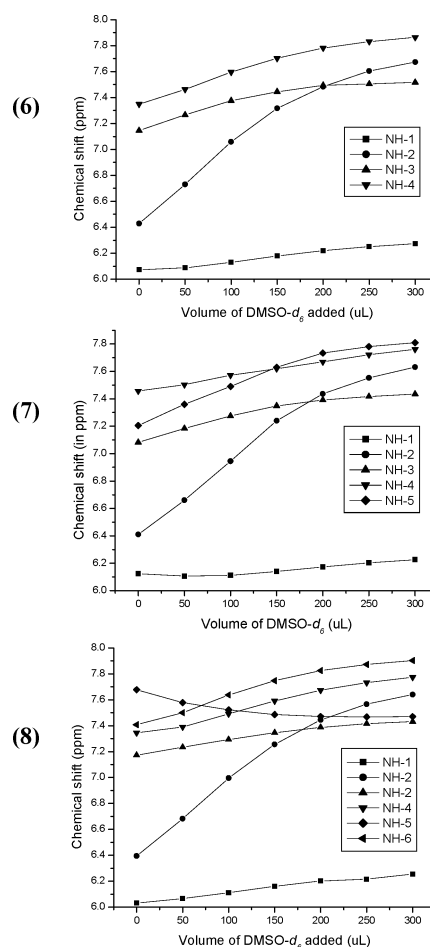 (6)
Chemical shift (ppm)
8.0
7.8
7.6
7.4
7.2
7.0
6.8
6.6
6.4
6.2
6.0
NH-1
NH-2
NH-3
NH-4
0 50 100 150 200 250 300
Volume of DMSO-d6 added (uL)
(7)
Chemical shift (in ppm)
7.8
7.6
7.4
7.2
7.0
6.8
6.6
6.4
6.2
6.0
NH-1
NH-2
NH-3
NH-4
NH-5
0 50 100 150 200 250 300
Volume of DMSO-d6 (uL)
(8)
Chemical shift (ppm)
8.0
7.8
7.6
7.4
7.2
7.0
6.8
6.6
6.4
6.2
6.0
NH-1
NH-2
NH-2
NH-4
NH-5
NH-6
0 50 100 150 200 250 300
Volume of DMSO-d6 added (uL)